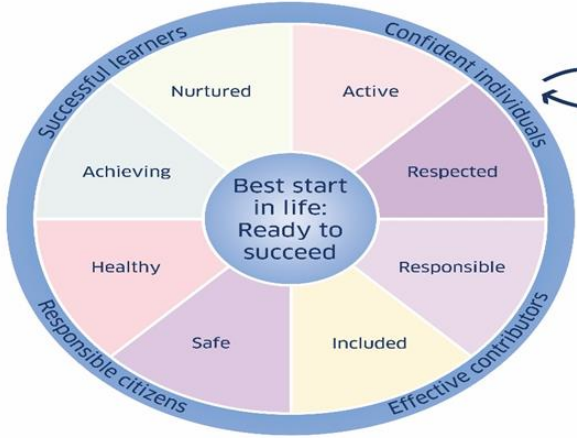 Successful learners
Confident individuals
Nurtured
Active
Achieving
Respected
Best start
in life:
Ready to
succeed
Healthy
Responsible
Safe
Included
Responsible citizens
Effective contributors